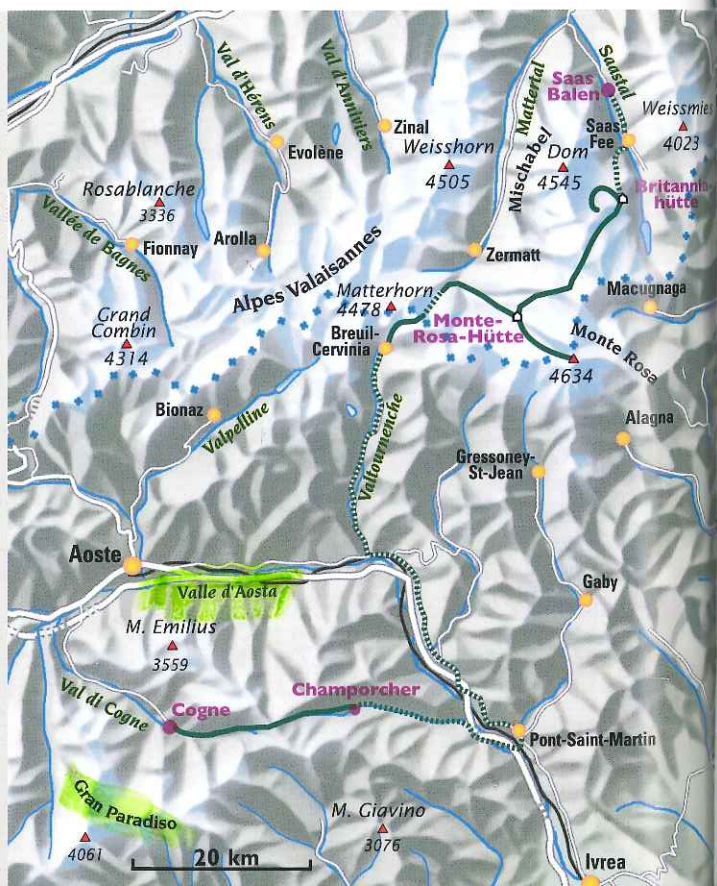 Val d'Hérens
Val d'Anniviers
Mattertal
Saastal
Saas
Balen
Zinal
Evolène
Weisshorn
4505
Mischabel
Dom
4545
Saas
Fee
Weissmies
4023
Rosablanche
3336
Britannia
hütte
Vallée de Bagnes
Fionnay
Arolla
Zermatt
Alpes Valaisannes
Matterhorn
4478
Macugnaga
Grand
Combin
4314
Breuil-
Cervinia
Monte-
Rosa-Hütte
Monte Rosa
4634
Bionaz
Valpelline
Valtournenche
Alagna
Gressoney-
St-Jean
Aoste
Valle d'Aosta
Gaby
M. Emilius
3559
Val di Cogne
Cogne
Champorcher
Pont-Saint-Martin
Gran Paradiso
4061
M. Giavino
3076
20 km
Ivrea